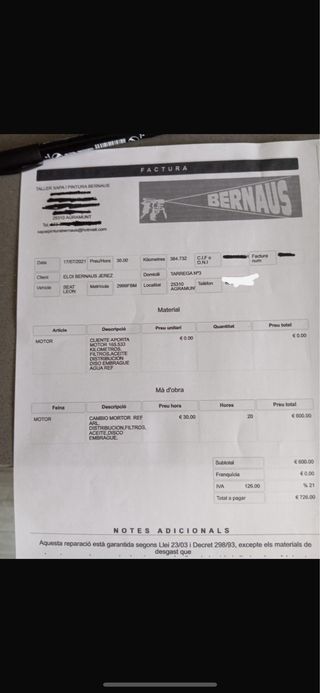 FACTURA
TALLER XAPA I PINTURA BERNAUS
25310 AGRAMUNT
BERNAUS
Data 17/07/2021 Preu/Hora 30.00 Kilometres 384.732 C.I.F o D.N.I Factura num.
Client ELOI BERNAUS JEREZ Domicili TARREGA Nº3
Vehicle SEAT LEON Matricula Localitat 25310 AGRAMUNT Telèfon
Material
Article Descripció Preu unitari Quantitat Preu total
MOTOR CLIENTE APORTA € 0.00 € 0.00
MOTOR 165.533
KILOMETROS,
FILTROS,ACEITE
DISTRIBUCION
DISO EMBRAGUE
AGUA REF
Mà d'obra
Feina Descripció Preu hora Hores Preu total
MOTOR CAMBIO MORTOR REF € 30.00 20 € 600.00
ARL,
DISTRIBUCION,FILTROS,
ACEITE,DISCO
EMBRAGUE,
Subtotal € 600.00
Franquícia € 0.00
IVA 126.00 % 21
Total a pagar € 726.00
NOTES ADICIONALS
Aquesta reparació està garantida segons Llei 23/03 i Decret 298/93, excepte els materials de
desgast que